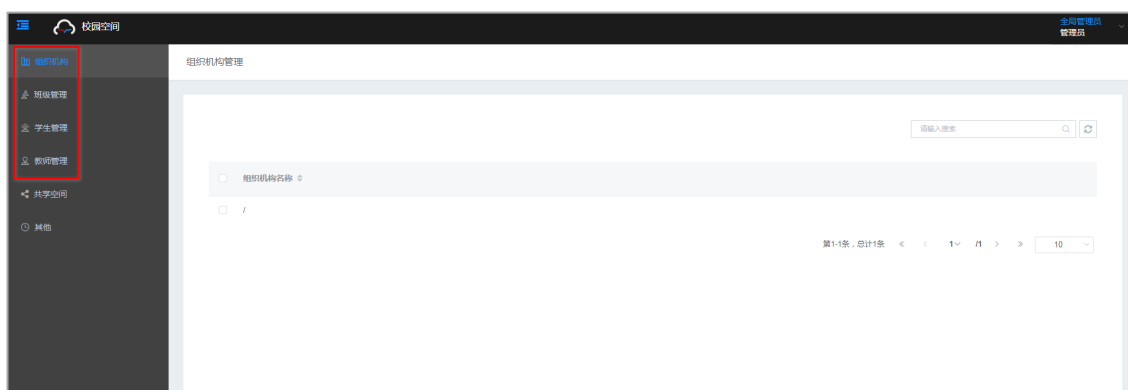 校园空间
全局管理员
管理员
组织机构
班级管理
学生管理
教师管理
共享空间
其他
组织机构管理
请输入搜索
组织机构名称
/
第1-1条，总计1条 « < 1 /1 > » 10